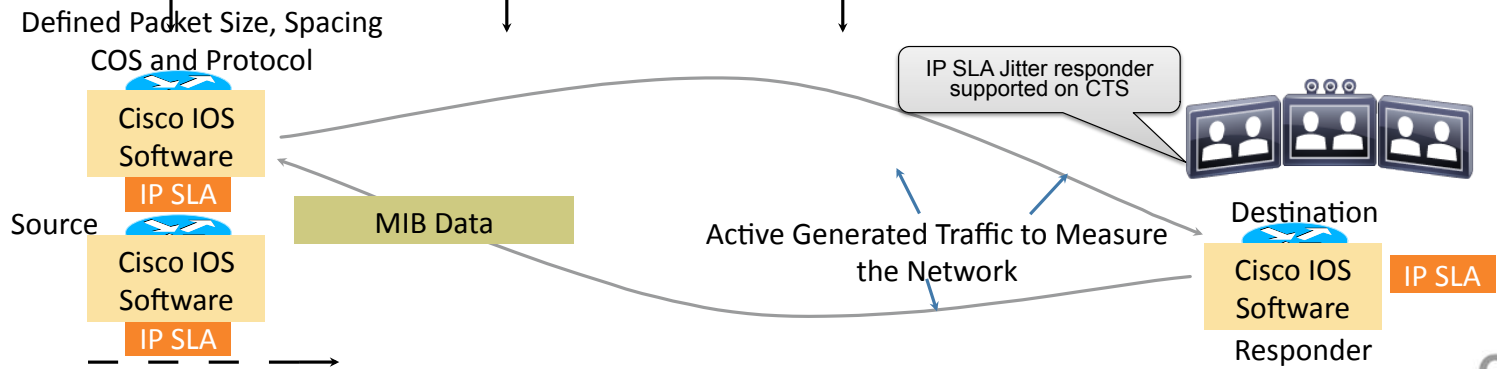 Defined Packet Size, Spacing
COS and Protocol
Cisco IOS
Software
IP SLA
Source
Cisco IOS
Software
IP SLA
MIB Data
IP SLA Jitter responder
supported on CTS
Active Generated Traffic to Measure
the Network
Destination
Cisco IOS
Software
IP SLA
Responder